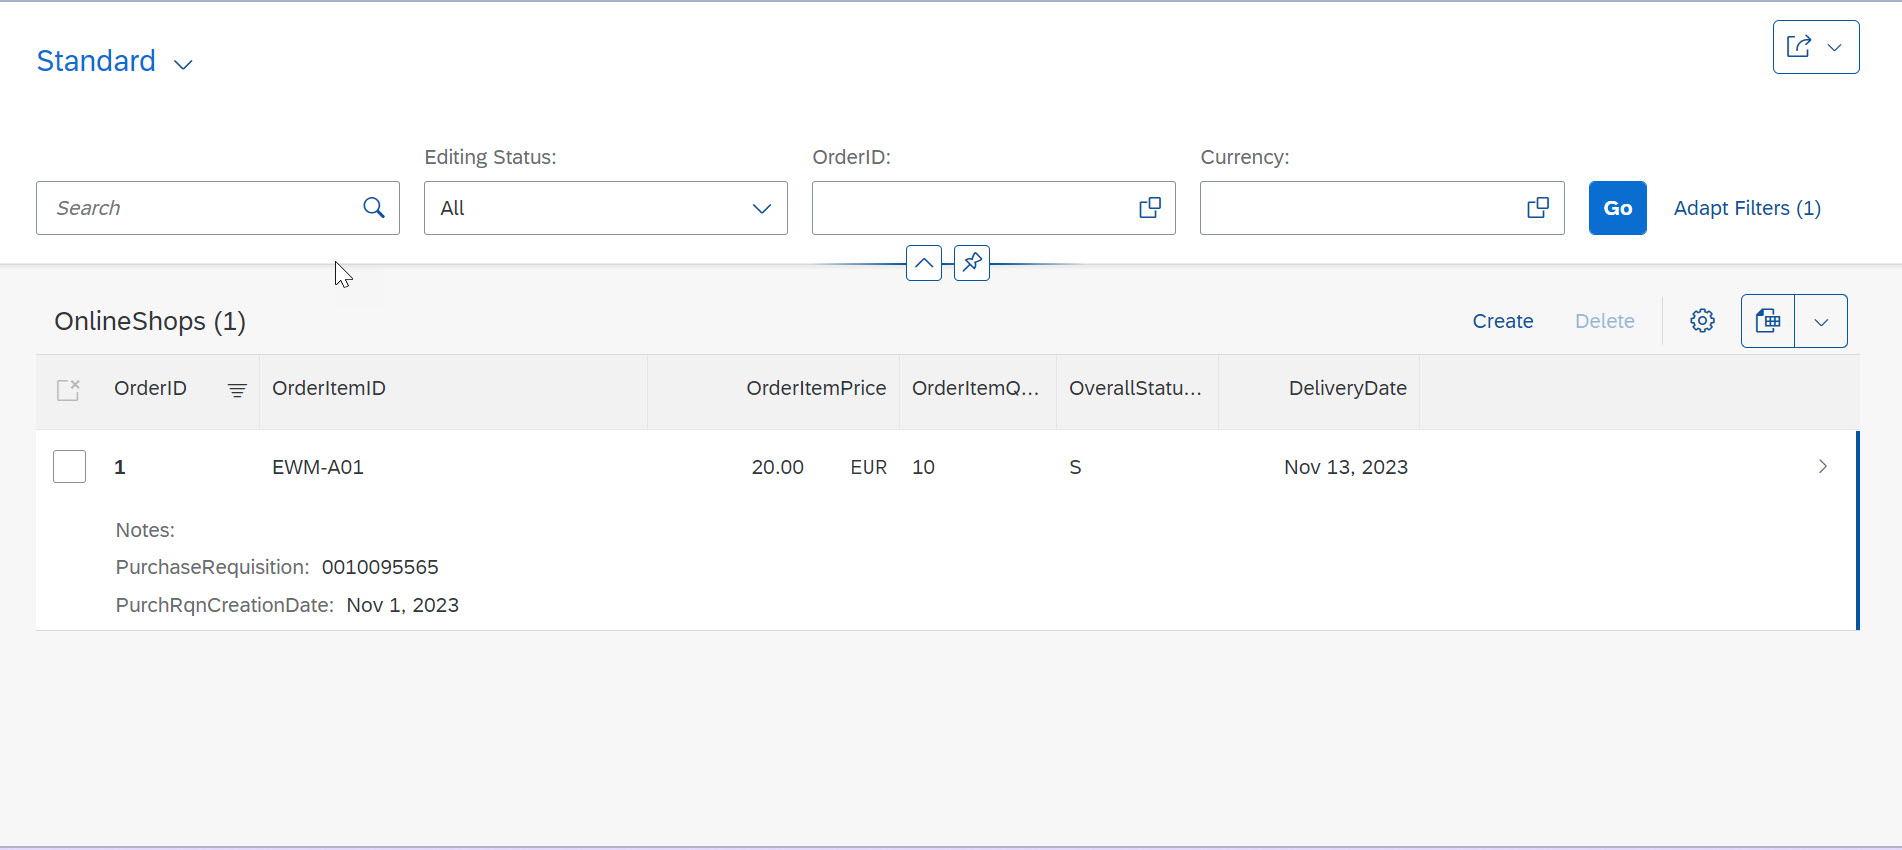 Standard
Editing Status:
OrderID:
Currency:
Search
All
Go
Adapt Filters (1)
OnlineShops (1)
Create
Delete
OrderID
OrderItemID
OrderItemPrice
OrderItemQ...
OverallStatu...
DeliveryDate
1
EWM-A01
20.00 EUR
10
S
Nov 13, 2023
Notes:
PurchaseRequisition: 0010095565
PurchRqnCreationDate: Nov 1, 2023